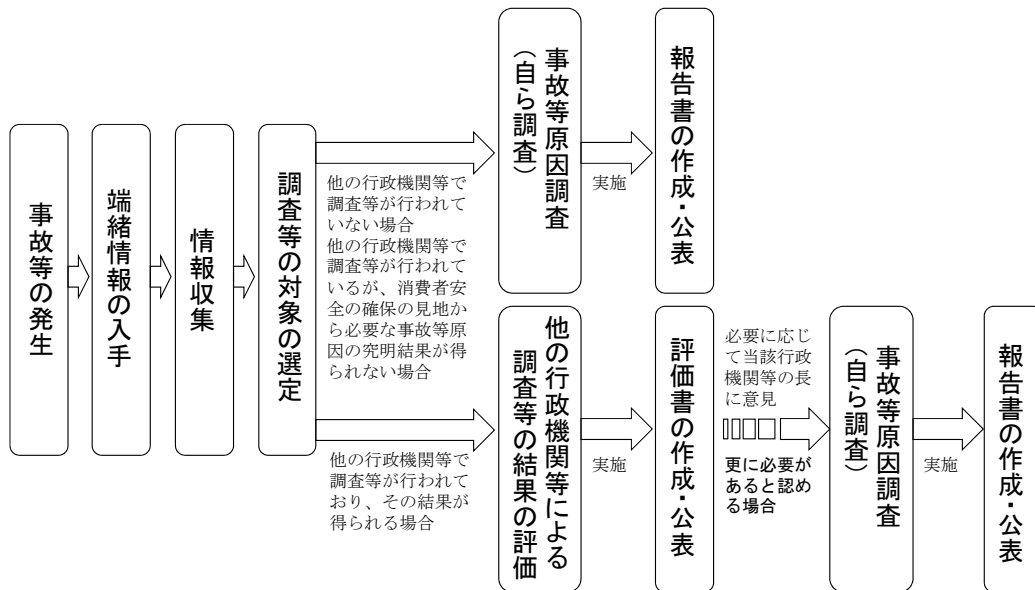 事故等の発生
端緒情報の入手
情報収集
調査等の対象の選定
他の行政機関等で
調査等が行われて
いない場合
他の行政機関等で
調査等が行われて
いるが、消費者安
全の確保の見地か
ら必要な事故等原
因の究明結果が得
られない場合
事故等原因調査
（自ら調査）
実施
報告書の作成・公表
他の行政機関等で
調査等が行われて
おり、その結果が
得られる場合
他の行政機関等による
調査等の結果の評価
実施
評価書の作成・公表
必要に応じ
て当該行政
機関等の長
に意見
更に必要が
あると認め
る場合
事故等原因調査
（自ら調査）
実施
報告書の作成・公表